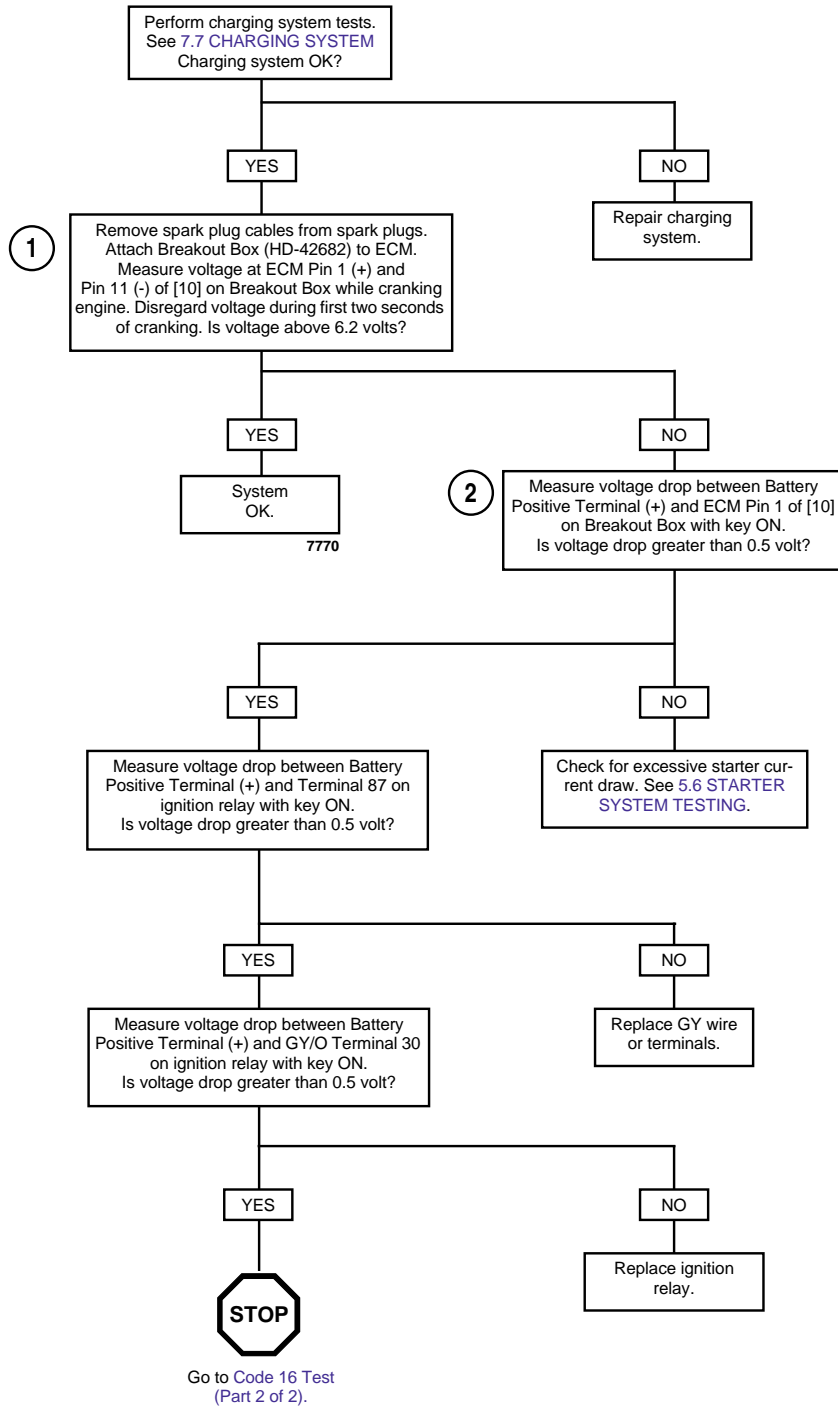 Perform charging system tests.
See 7.7 CHARGING SYSTEM
Charging system OK?
YES
NO
1
Remove spark plug cables from spark plugs.
Attach Breakout Box (HD-42682) to ECM.
Measure voltage at ECM Pin 1 (+) and
Pin 11 (-) of [10] on Breakout Box while cranking
engine. Disregard voltage during first two seconds
of cranking. Is voltage above 6.2 volts?
Repair charging
system.
YES
NO
System
OK.
7770
2
Measure voltage drop between Battery
Positive Terminal (+) and ECM Pin 1 of [10]
on Breakout Box with key ON.
Is voltage drop greater than 0.5 volt?
YES
NO
Measure voltage drop between Battery
Positive Terminal (+) and Terminal 87 on
ignition relay with key ON.
Is voltage drop greater than 0.5 volt?
Check for excessive starter cur-
rent draw. See 5.6 STARTER
SYSTEM TESTING.
YES
NO
Measure voltage drop between Battery
Positive Terminal (+) and GY/O Terminal 30
on ignition relay with key ON.
Is voltage drop greater than 0.5 volt?
Replace GY wire
or terminals.
YES
NO
STOP
Replace ignition
relay.
Go to Code 16 Test
(Part 2 of 2).